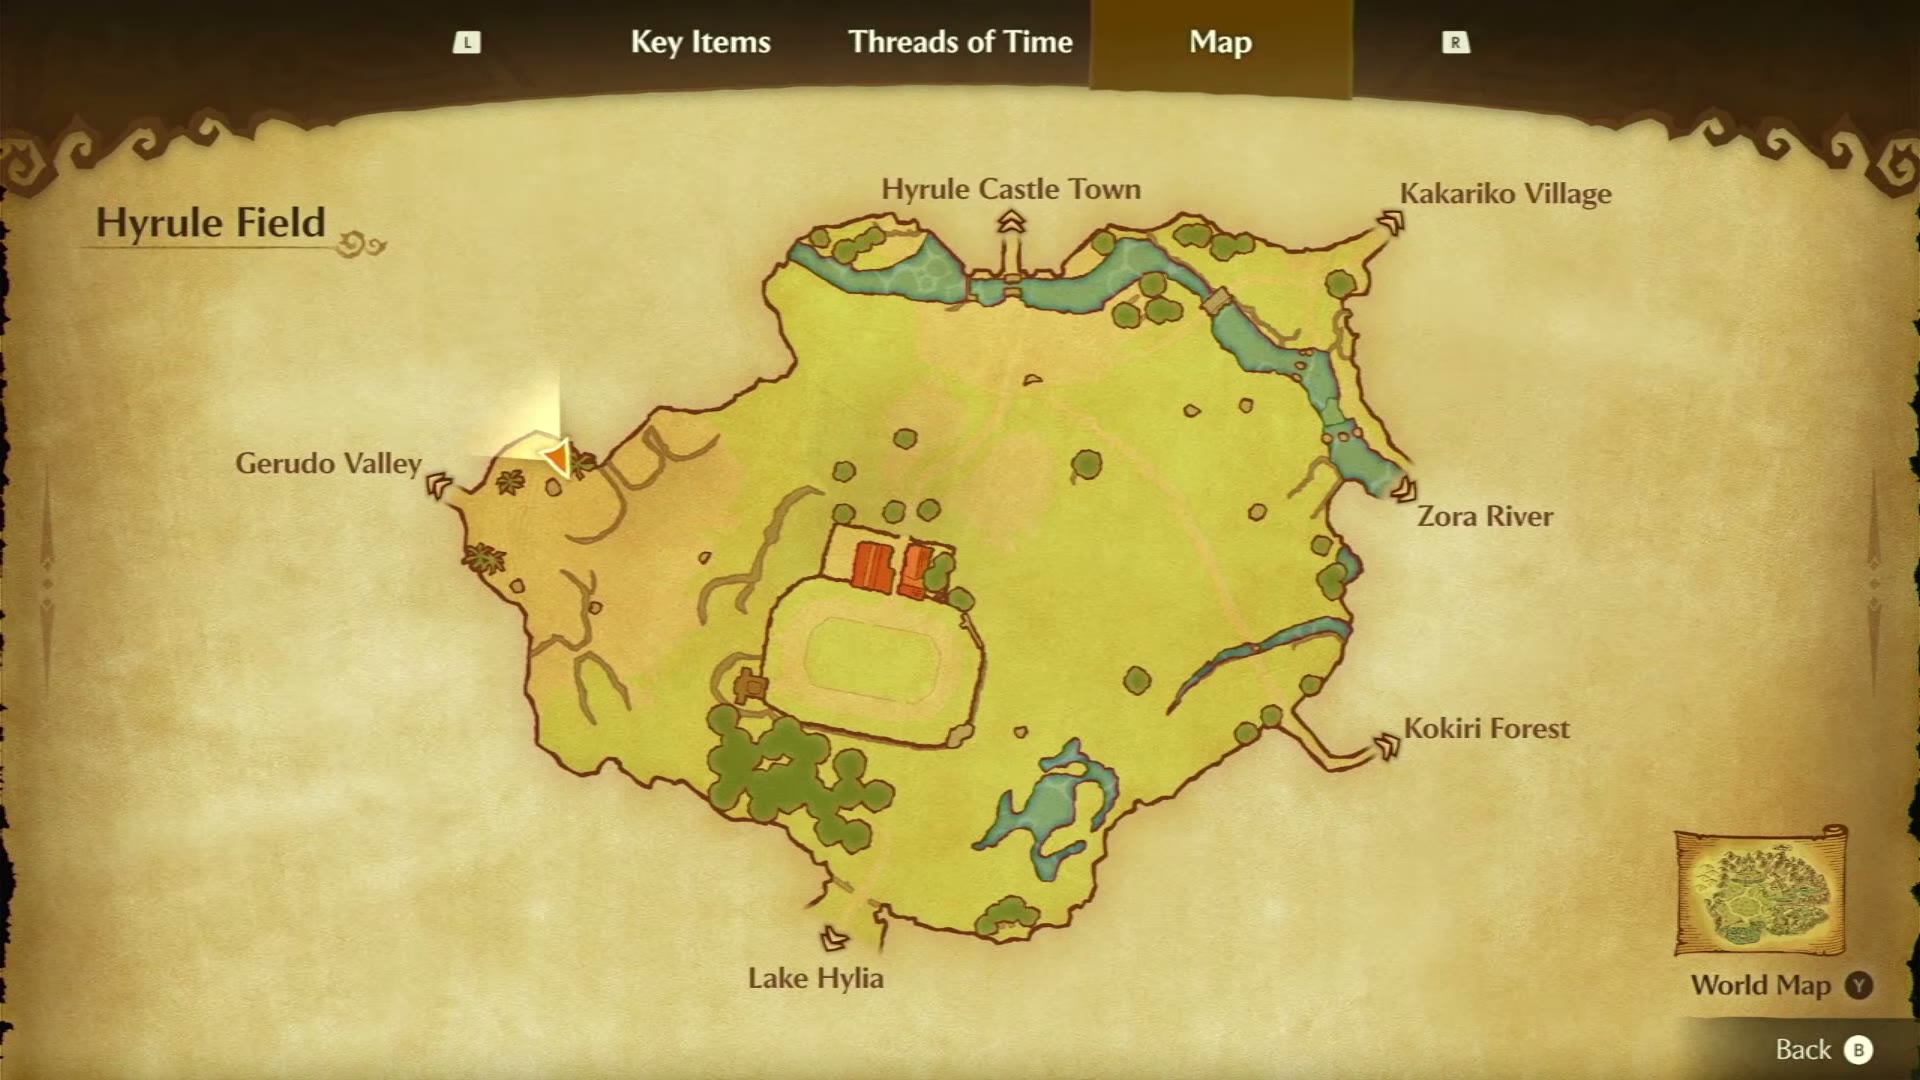 L
Key Items
Threads of Time
Map
R
Hyrule Field
Hyrule Castle Town
Kakariko Village
Gerudo Valley
Zora River
Kokiri Forest
Lake Hylia
World Map Y
Back B